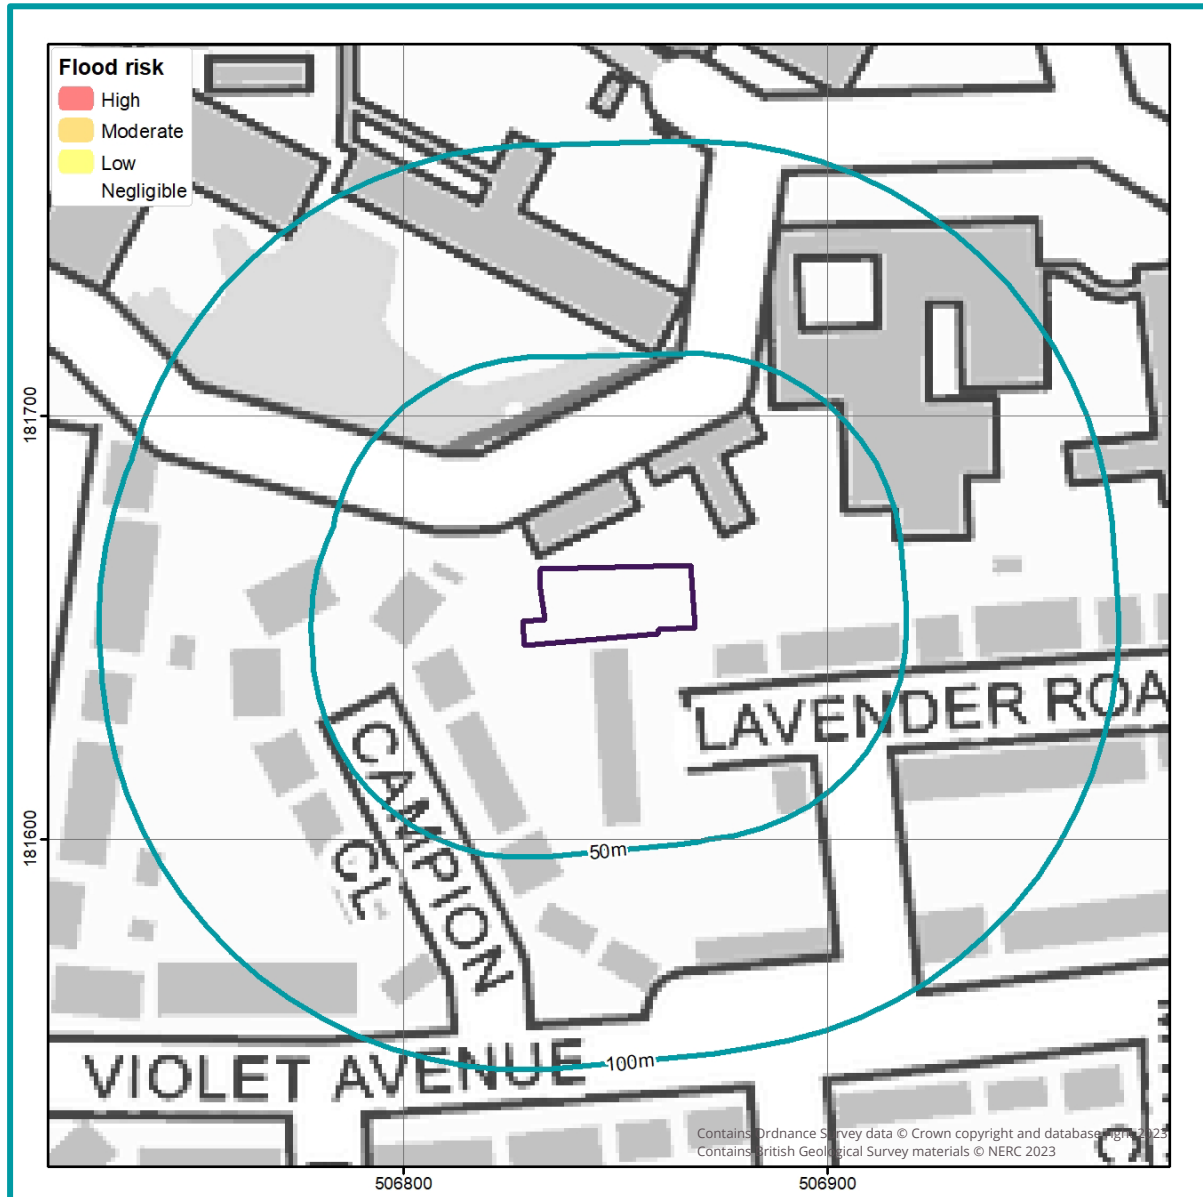 Flood risk
High
Moderate
Low
Negligible
181700
LAVENDER ROA
CAMPION
CL
181600
50m
100m
VIOLET AVENUE
Contains Ordnance Survey data © Crown copyright and database right 2023
Contains British Geological Survey materials © NERC 2023
506800
506900